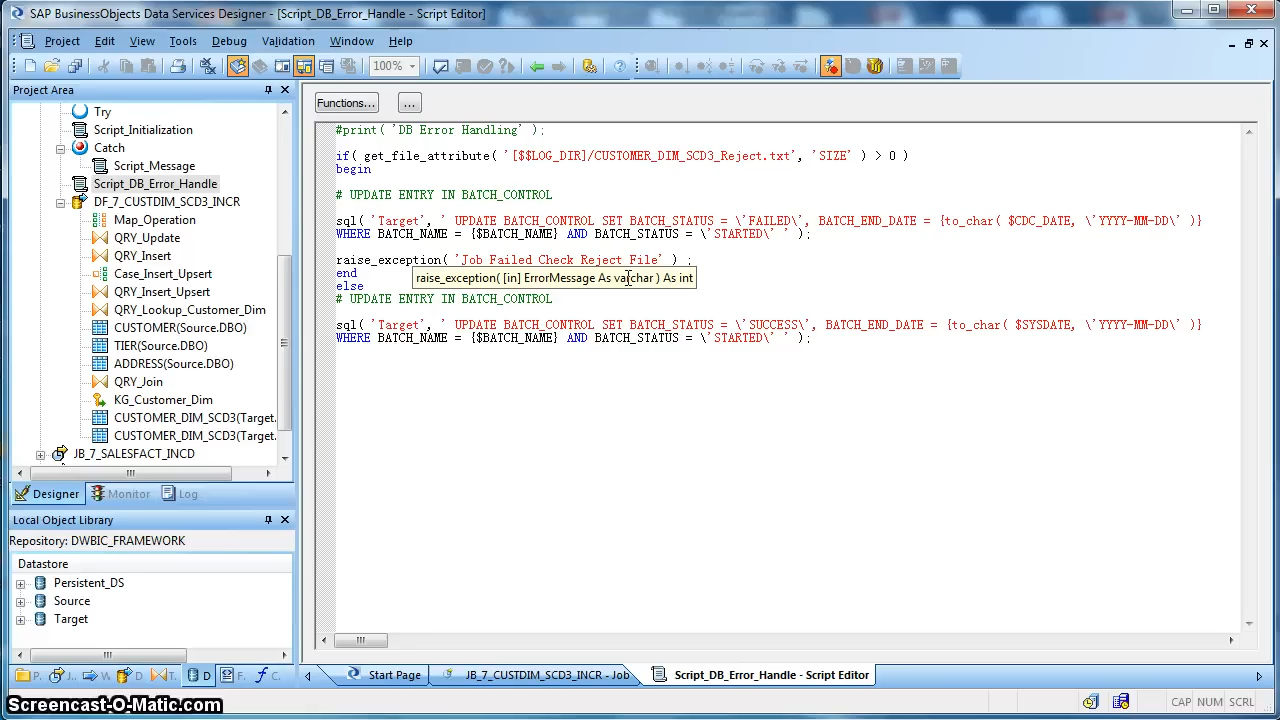 SAP BusinessObjects Data Services Designer - [Script_DB_Error_Handle - Script Editor]
Project Edit View Tools Debug Validation Window Help
100%
Project Area
Try
Script_Initialization
Catch
Script_Message
Script_DB_Error_Handle
DF_7_CUSTDIM_SCD3_INCR
Map_Operation
QRY_Update
QRY_Insert
Case_Insert_Upsert
QRY_Insert_Upsert
QRY_Lookup_Customer_Dim
CUSTOMER(Source.DBO)
TIER(Source.DBO)
ADDRESS(Source.DBO)
QRY_Join
KG_Customer_Dim
CUSTOMER_DIM_SCD3(Target.
CUSTOMER_DIM_SCD3(Target.
JB_7_SALESFACT_INCD
Designer Monitor Log
Local Object Library
Repository: DWBIC_FRAMEWORK
Datastore
Persistent_DS
Source
Target
P. J.. W D T. D F. C.
Functions... ...
#print( 'DB Error Handling' );
if( get_file_attribute( '[$$LOG_DIR]/CUSTOMER_DIM_SCD3_Reject.txt', 'SIZE' ) > 0 )
begin
# UPDATE ENTRY IN BATCH_CONTROL
sql( 'Target', ' UPDATE BATCH_CONTROL SET BATCH_STATUS = \'FAILED\', BATCH_END_DATE = {to_char( $CDC_DATE, \'YYYY-MM-DD\' )}
WHERE BATCH_NAME = {$BATCH_NAME} AND BATCH_STATUS = \'STARTED\' ' );
raise_exception( 'Job Failed Check Reject File' ) ;
end
raise_exception( [in] ErrorMessage As varchar ) As int
else
# UPDATE ENTRY IN BATCH_CONTROL
sql( 'Target', ' UPDATE BATCH_CONTROL SET BATCH_STATUS = \'SUCCESS\', BATCH_END_DATE = {to_char( $SYSDATE, \'YYYY-MM-DD\' )}
WHERE BATCH_NAME = {$BATCH_NAME} AND BATCH_STATUS = \'STARTED\' ' );
Start Page JB_7_CUSTDIM_SCD3_INCR - Job Script_DB_Error_Handle - Script Editor
CAP NUM SCRL
Screencast-O-Matic.com